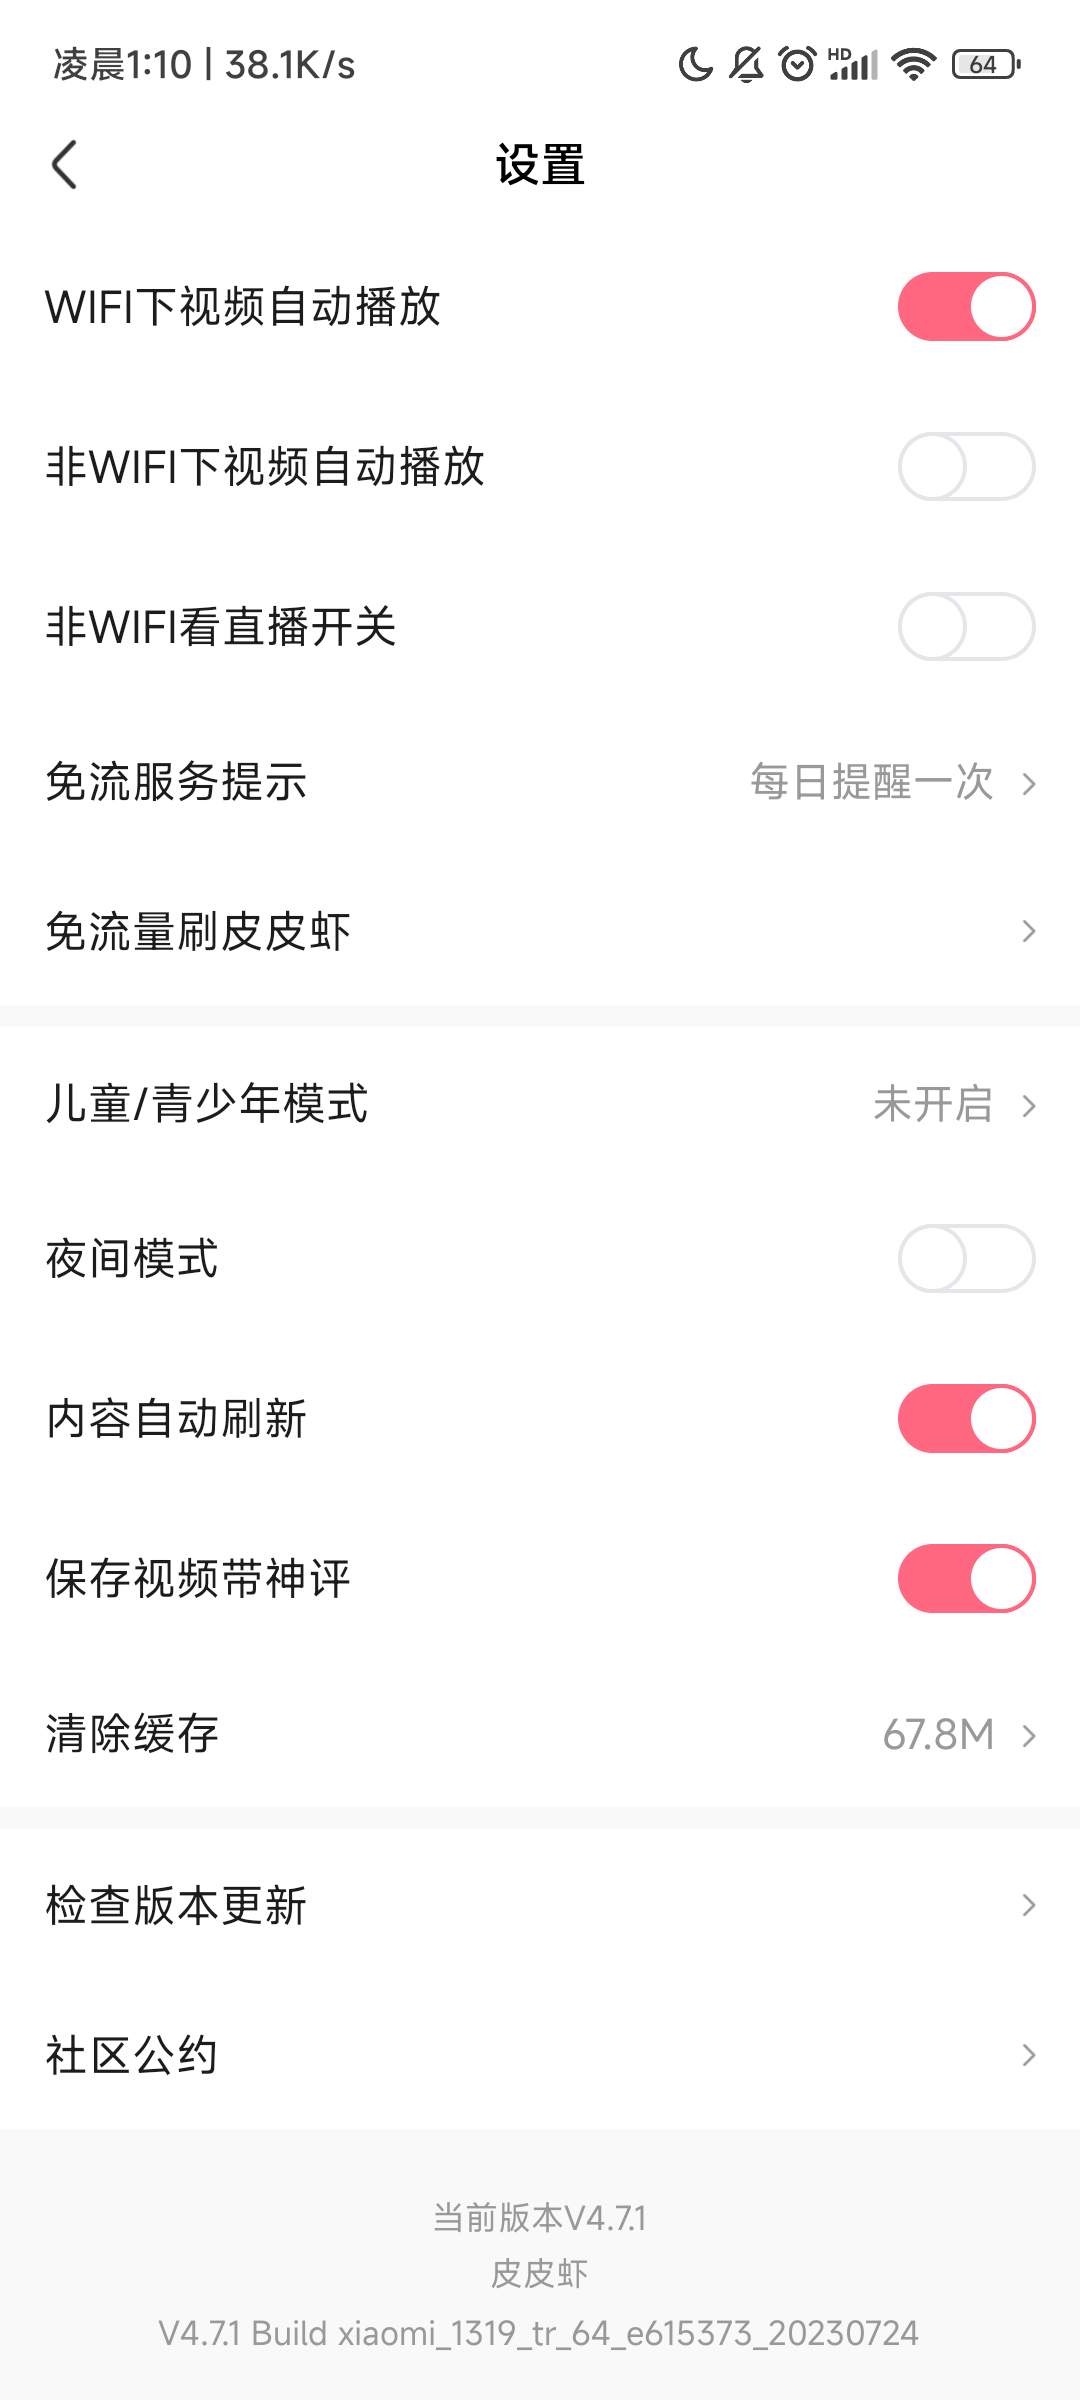 凌晨1:10 | 38.1K/s HD 64
设置
WIFI下视频自动播放
非WIFI下视频自动播放
非WIFI看直播开关
免流服务提示 每日提醒一次
免流量刷皮皮虾
儿童/青少年模式 未开启
夜间模式
内容自动刷新
保存视频带神评
清除缓存 67.8M
检查版本更新
社区公约
当前版本V4.7.1
皮皮虾
V4.7.1 Build xiaomi_1319_tr_64_e615373_20230724